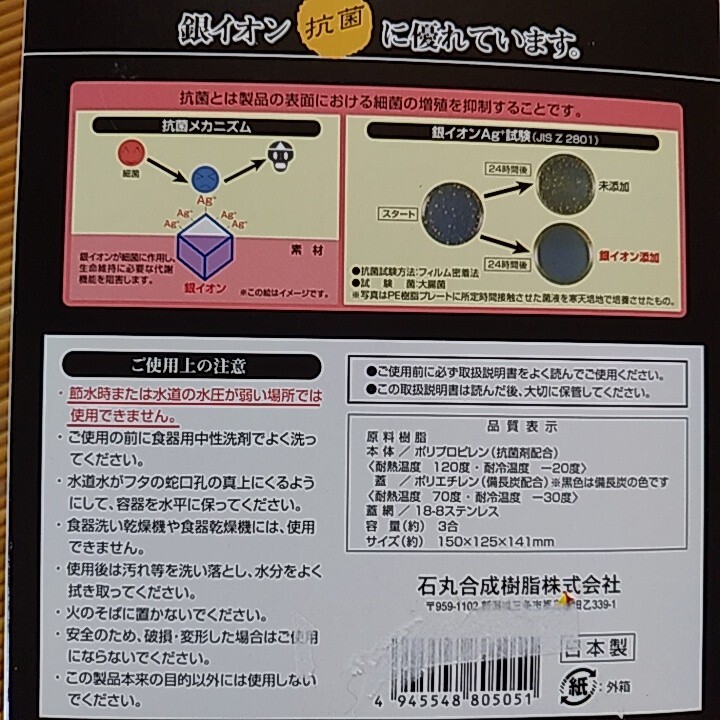 銀イオン 抗菌 に優れています。
抗菌とは製品の表面における細菌の増殖を抑制することです。
抗菌メカニズム
細菌
Ag⁺
Ag⁺ Ag⁺
Ag⁺ Ag⁺
銀イオンが細菌に作用し、
生命維持に必要な代謝
機能を阻害します。
素材
銀イオン
※この絵はイメージです。
銀イオンAg⁺試験(JIS Z 2801)
スタート
24時間後
未添加
24時間後
銀イオン添加
●抗菌試験方法:フィルム密着法
●試験菌:大腸菌
※写真はPE樹脂プレートに所定時間接触させた菌液を寒天培地で培養させたもの。
ご使用上の注意
・節水時または水道の水圧が弱い場所では
使用できません。
・ご使用の前に食器用中性洗剤でよく洗っ
てください。
・水道水がフタの蛇口孔の真上にくるよう
にして、容器を水平に保ってください。
・食器洗い乾燥機や食器乾燥機には、使用
できません。
・使用後は汚れ等を洗い落とし、水分をよく
拭き取ってください。
・火のそばに置かないでください。
・安全のため、破損・変形した場合はご使用
にならないでください。
・この製品本来の目的以外には使用しない
でください。
●ご使用前に必ず取扱説明書をよく読んでご使用ください。
●この取扱説明書は読んだ後、大切に保管してください。
品質表示
原料樹脂
本体/ポリプロピレン(抗菌剤配合)
〈耐熱温度 120度・耐冷温度 −20度〉
蓋/ポリエチレン(備長炭配合)※黒色は備長炭の色です
〈耐熱温度 70度・耐冷温度 −30度〉
蓋網/18-8ステンレス
容量(約) 3合
サイズ(約) 150×125×141mm
石丸合成樹脂株式会社
〒959-1102 乙339-1
日本製
4 945548 805051
紙:外箱